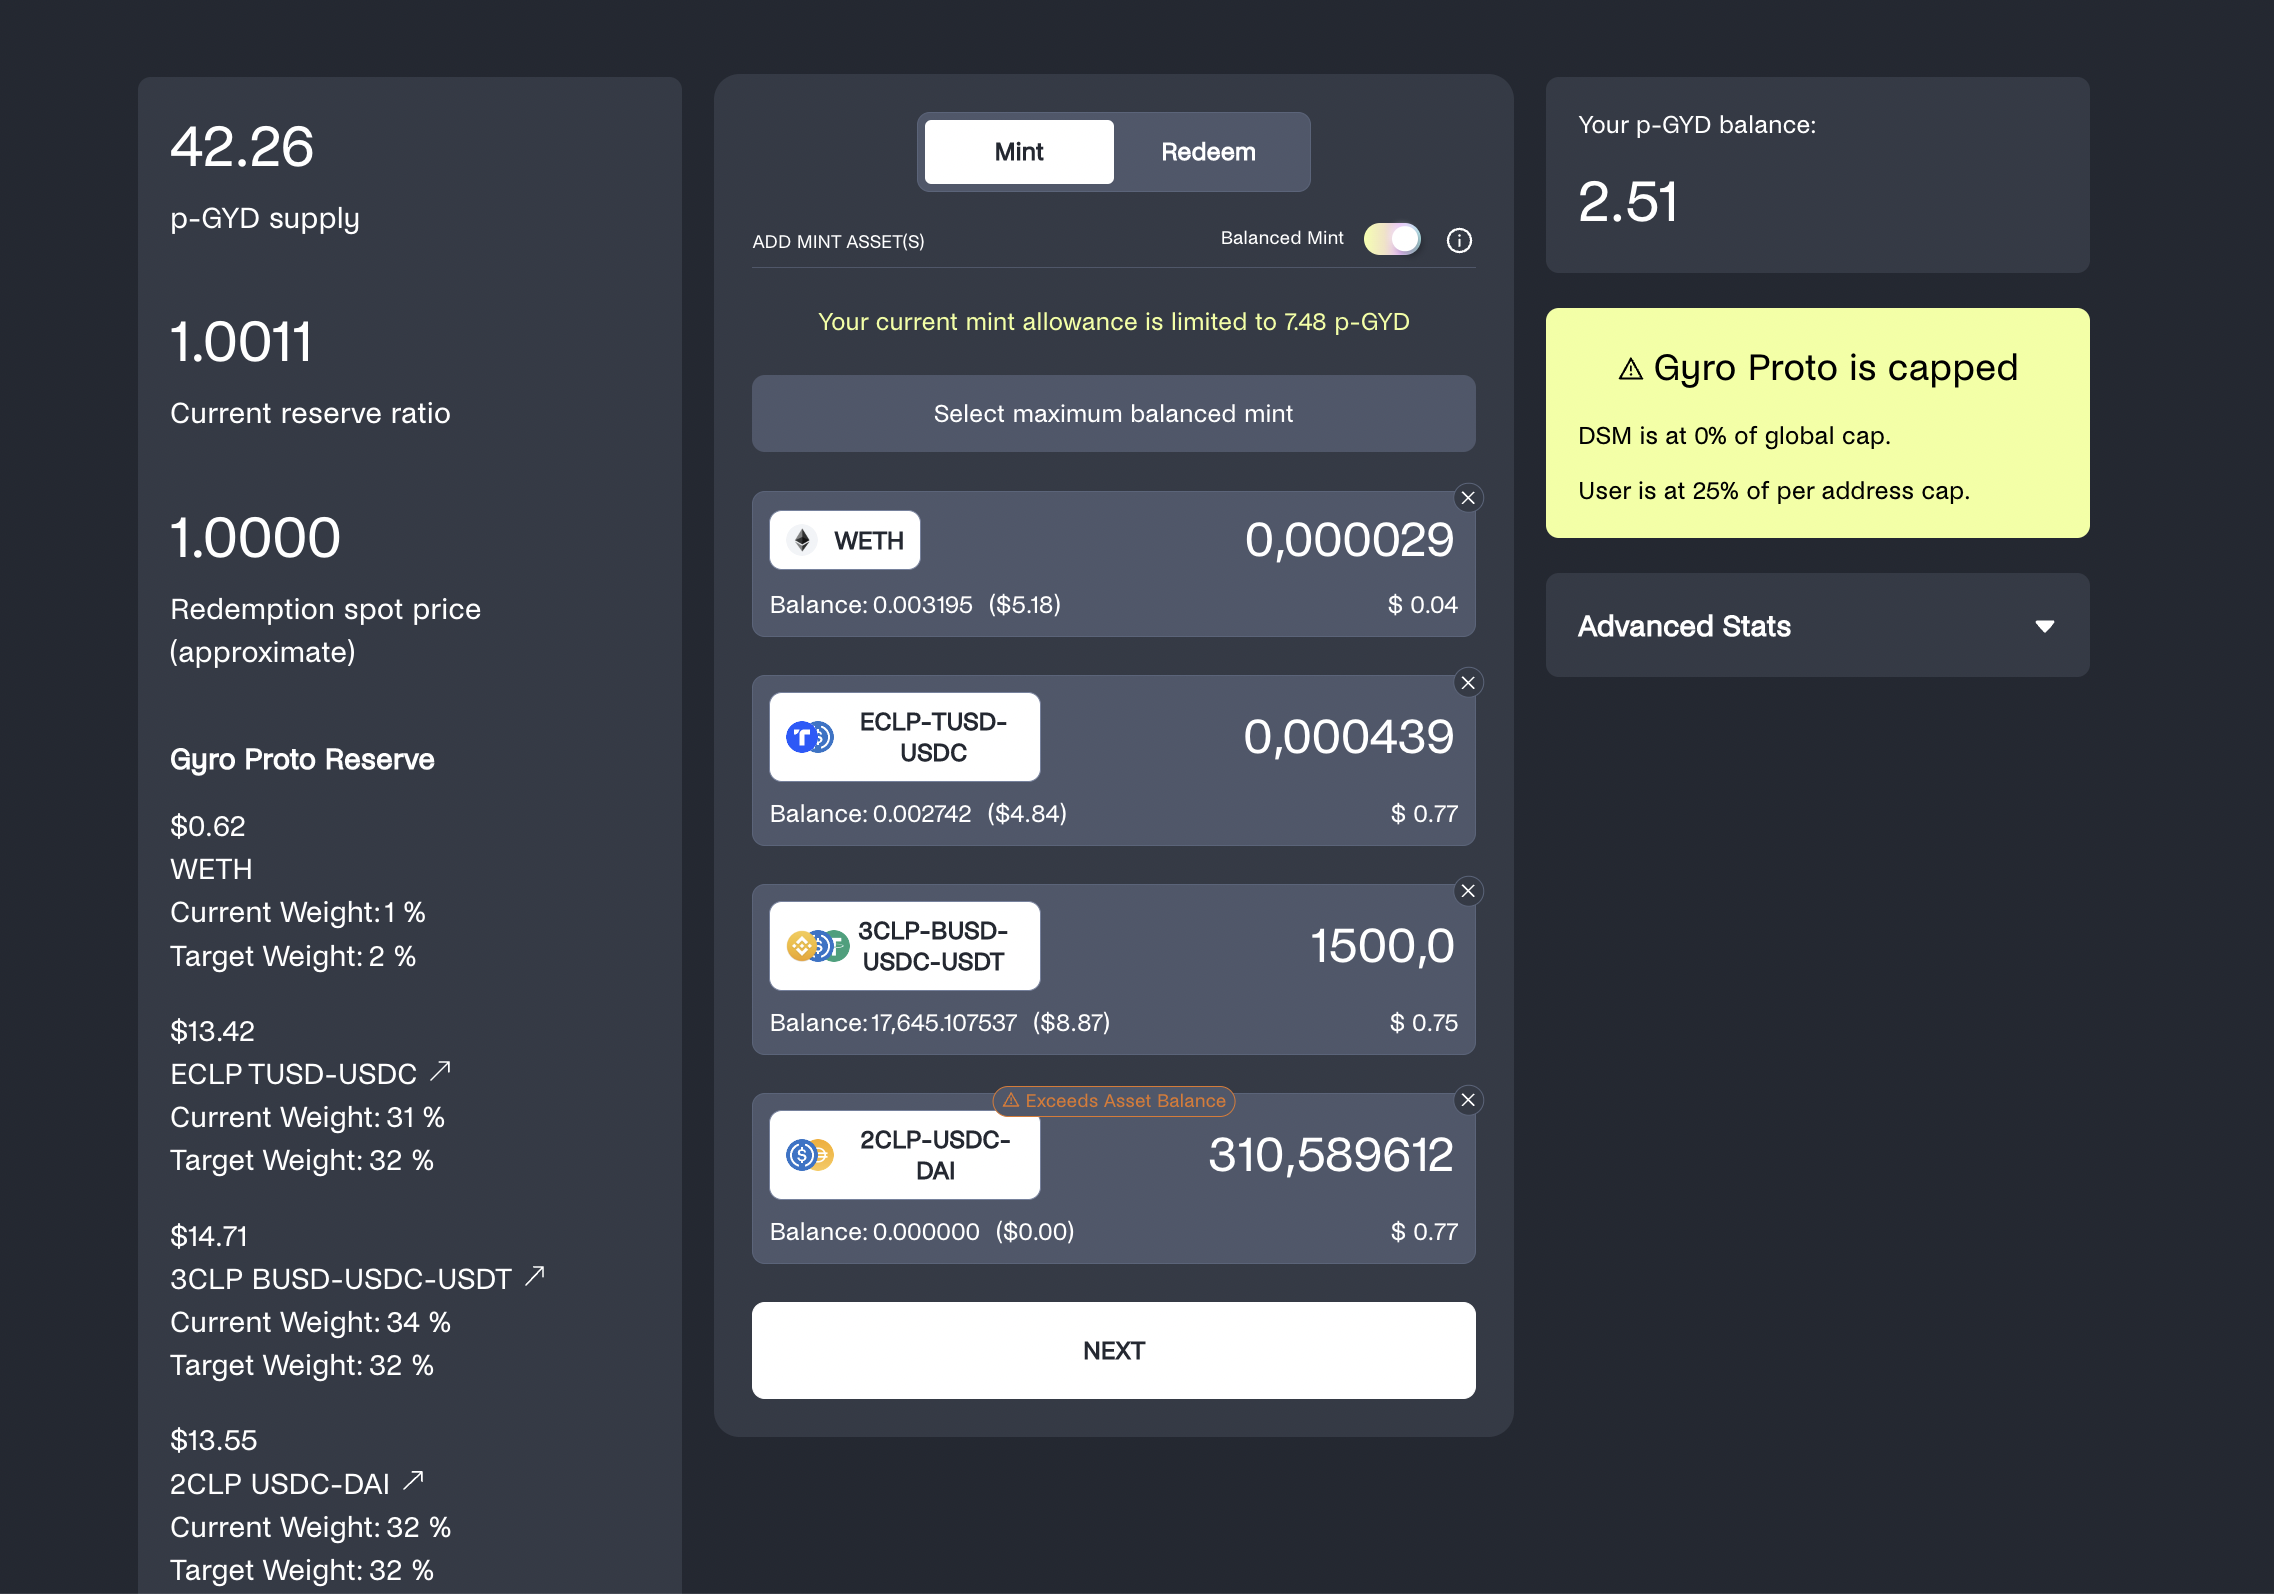 42.26
p-GYD supply
1.0011
Current reserve ratio
1.0000
Redemption spot price
(approximate)
Gyro Proto Reserve
$0.62
WETH
Current Weight: 1 %
Target Weight: 2 %
$13.42
ECLP TUSD-USDC
Current Weight: 31 %
Target Weight: 32 %
$14.71
3CLP BUSD-USDC-USDT
Current Weight: 34 %
Target Weight: 32 %
$13.55
2CLP USDC-DAI
Current Weight: 32 %
Target Weight: 32 %
Mint Redeem
ADD MINT ASSET(S) Balanced Mint
Your current mint allowance is limited to 7.48 p-GYD
Select maximum balanced mint
WETH 0,000029
Balance: 0.003195 ($5.18) $ 0.04
ECLP-TUSD-
USDC 0,000439
Balance: 0.002742 ($4.84) $ 0.77
3CLP-BUSD-
USDC-USDT 1500,0
Balance: 17,645.107537 ($8.87) $ 0.75
Exceeds Asset Balance
2CLP-USDC-
DAI 310,589612
Balance: 0.000000 ($0.00) $ 0.77
NEXT
Your p-GYD balance:
2.51
Gyro Proto is capped
DSM is at 0% of global cap.
User is at 25% of per address cap.
Advanced Stats